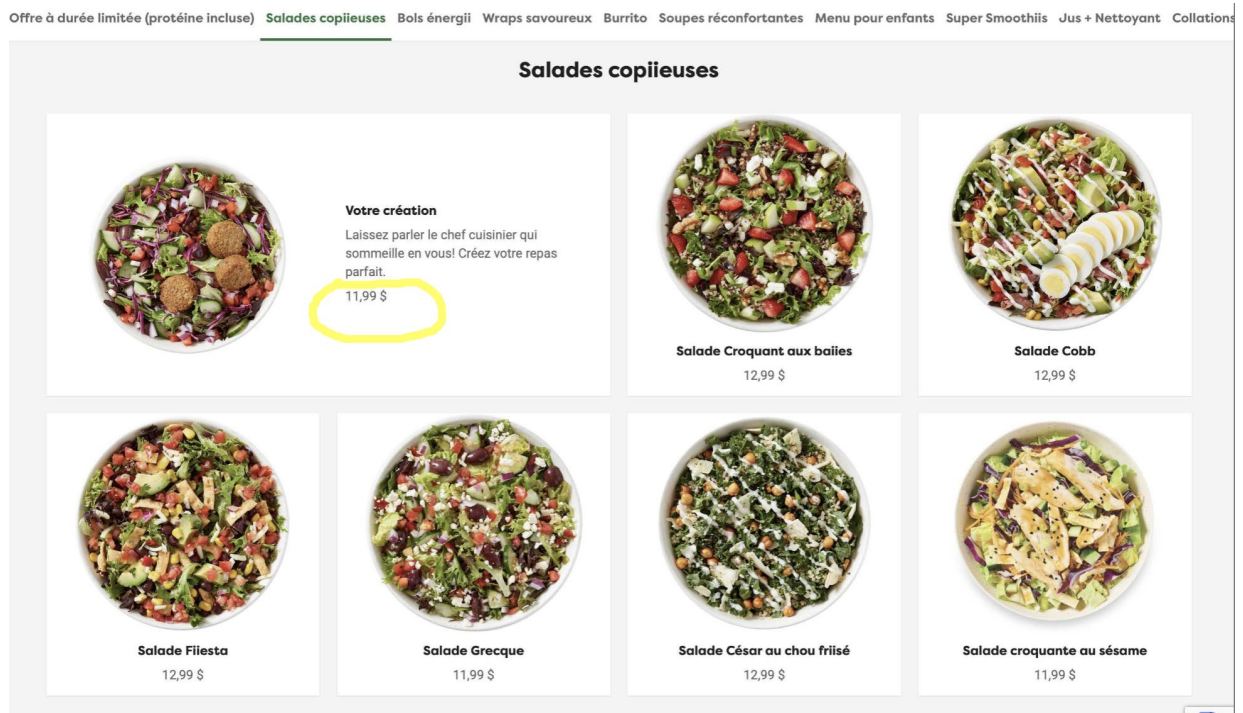 Offre à durée limitée (protéine incluse) Salades copiieuses Bols énergii Wraps savoureux Burrito Soupes réconfortantes Menu pour enfants Super Smoothiis Jus + Nettoyant Collations
Salades copiieuses
Votre création
Laissez parler le chef cuisinier qui
sommeille en vous! Créez votre repas
parfait.
11,99 $
Salade Croquant aux baiies
12,99 $
Salade Cobb
12,99 $
Salade Fiiesta
12,99 $
Salade Grecque
11,99 $
Salade César au chou friisé
12,99 $
Salade croquante au sésame
11,99 $